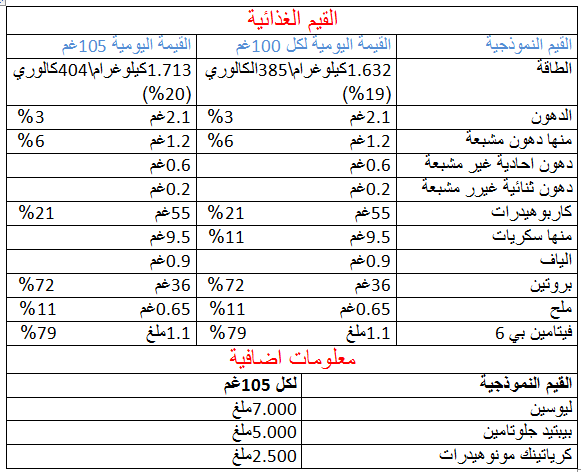 القيم الغذائية
القيم النموذجية القيمة اليومية لكل 100غم القيمة اليومية 105غم
الطاقة 1.632كيلوغرام\385الكالوري 1.713كيلوغرام\404كالوري
(%19) (%20)
الدهون 2.1غم %3 2.1غم %3
منها دهون مشبعة 1.2غم %6 1.2غم %6
دهون احادية غير مشبعة 0.6غم 0.6غم
دهون ثنائية غيرر مشبعة 0.2غم 0.2غم
كاربوهيدرات 55غم %21 55غم %21
منها سكريات 9.5غم %11 9.5غم
الياف 0.9غم 0.9غم
بروتين 36غم %72 36غم %72
ملح 0.65غم %11 0.65غم %11
فيتامين بي 6 1.1ملغ %79 1.1ملغ %79
معلومات اضافية
القيم النموذجية لكل 105غم
ليوسين 7.000ملغ
بيبتيد جلوتامين 5.000ملغ
كرياتينك مونوهيدرات 2.500ملغ